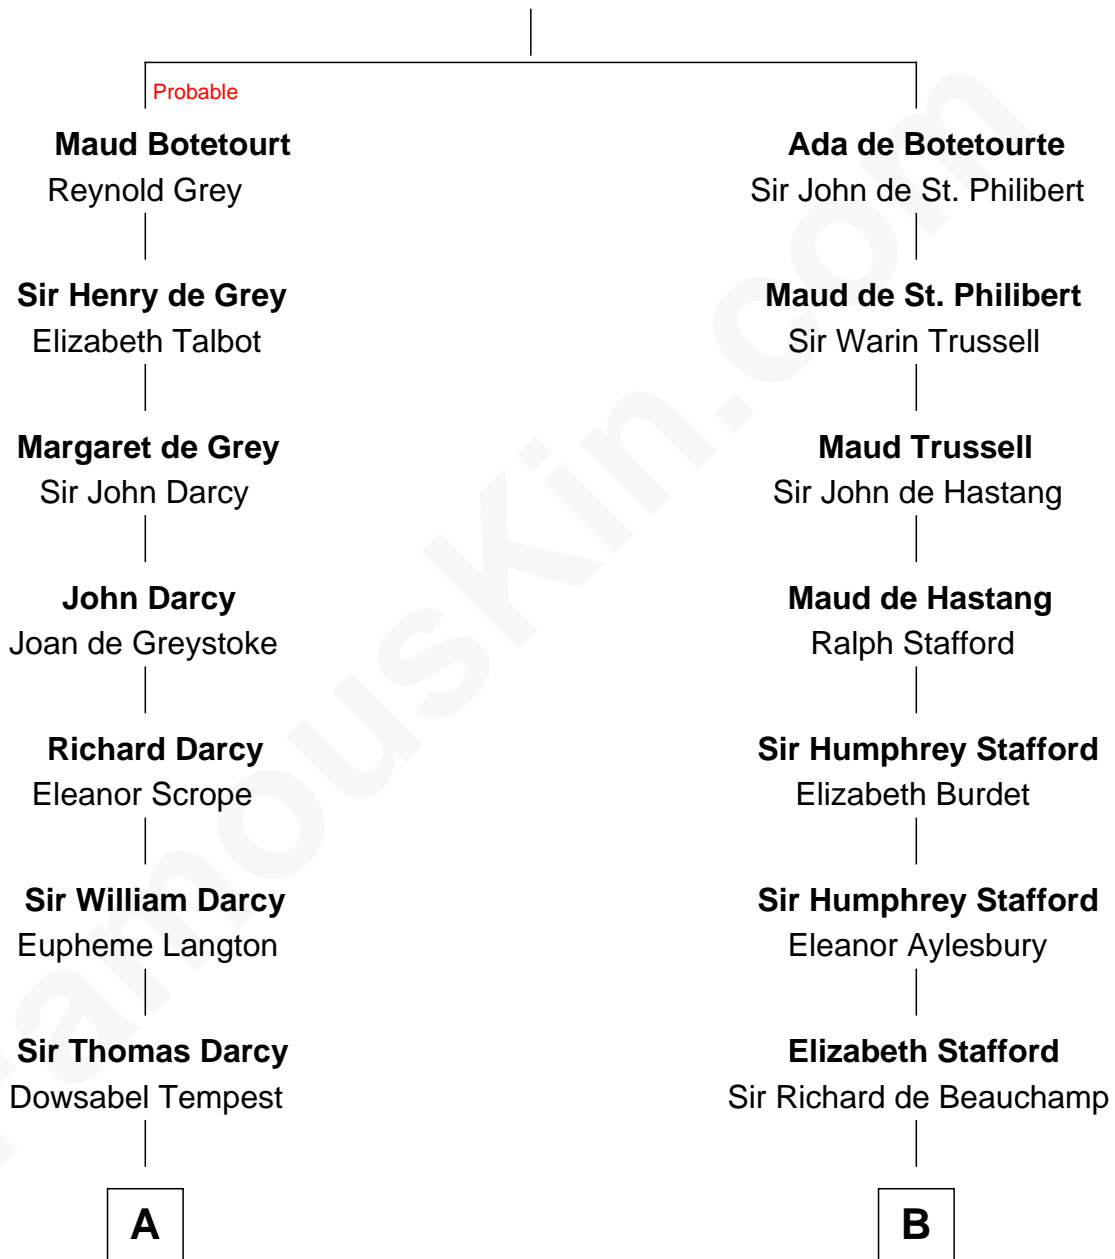 Probable
Maud Botetourt
Reynold Grey
Sir Henry de Grey
Elizabeth Talbot
Margaret de Grey
Sir John Darcy
John Darcy
Joan de Greystoke
Richard Darcy
Eleanor Scrope
Sir William Darcy
Eupheme Langton
Sir Thomas Darcy
Dowsabel Tempest
A
Ada de Botetourte
Sir John de St. Philibert
Maud de St. Philibert
Sir Warin Trussell
Maud Trussell
Sir John de Hastang
Maud de Hastang
Ralph Stafford
Sir Humphrey Stafford
Elizabeth Burdet
Sir Humphrey Stafford
Eleanor Aylesbury
Elizabeth Stafford
Sir Richard de Beauchamp
B
FamousKin.com